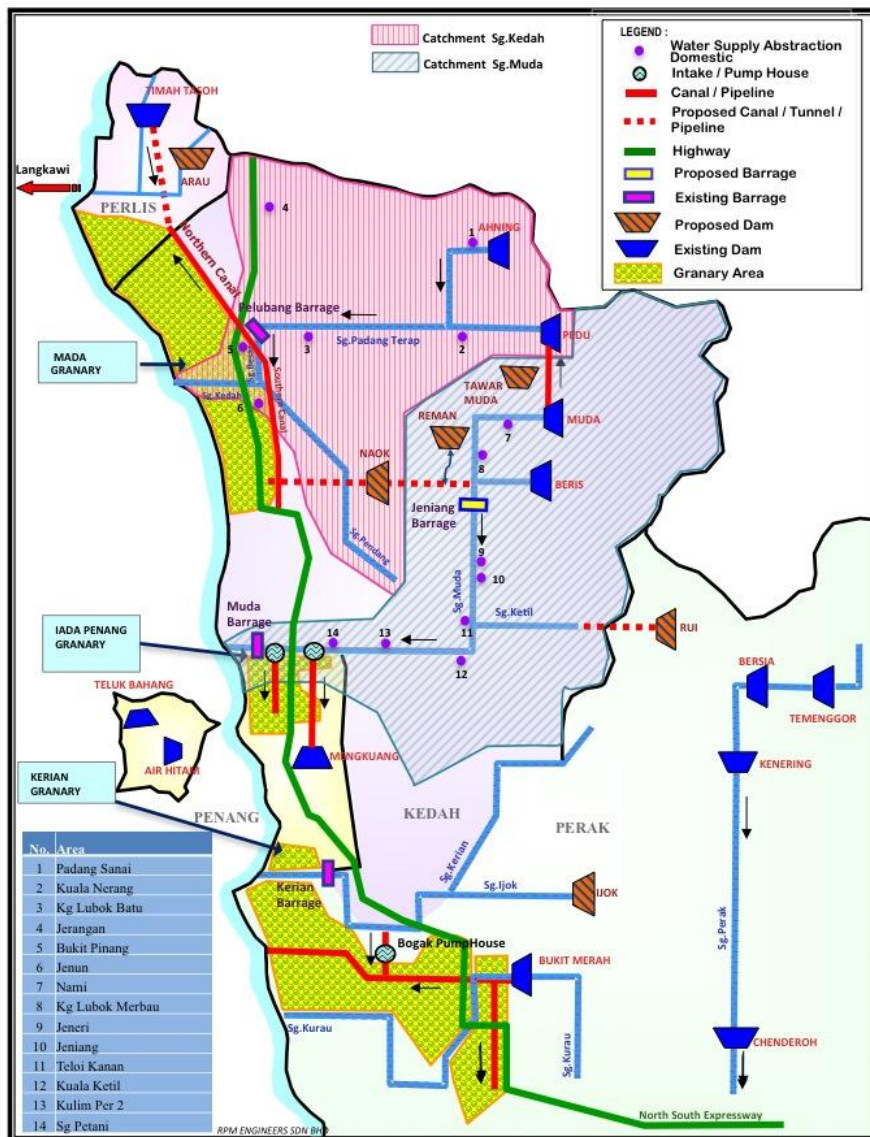 Catchment Sg.Kedah
Catchment Sg.Muda
LEGEND :
Water Supply Abstraction
Domestic
Intake / Pump House
Canal / Pipeline
Proposed Canal / Tunnel /
Pipeline
Highway
Proposed Barrage
Existing Barrage
Proposed Dam
Existing Dam
Granary Area
TIMAH TASOH
Langkawi
ARAU
PERLIS
4
1
AHNING
Northern Canal
Pelubang Barrage
PEDU
5
3
Sg.Padang Terap
2
MADA
GRANARY
Southern Canal
TAWAR
MUDA
Sg.Kedah
6
REMAN
7
MUDA
NAOK
8
BERIS
Jeniang
Barrage
Sg.Pendang
9
10
Sg.Muda
Muda
Barrage
Sg.Ketil
11
RUI
IADA PENANG
GRANARY
14
13
12
BERSIA
TELUK BAHANG
TEMENGGOR
AIR HITAM
MENGKUANG
KENERING
KERIAN
GRANARY
PENANG
KEDAH
PERAK
Sg.Kerian
Kerian
Barrage
Sg.Ijok
IJOK
Sg.Perak
Bogak PumpHouse
BUKIT MERAH
Sg.Kurau
Sg.Kurau
CHENDEROH
North South Expressway
No. Area
1 Padang Sanai
2 Kuala Nerang
3 Kg Lubok Batu
4 Jerangan
5 Bukit Pinang
6 Jenun
7 Nami
8 Kg Lubok Merbau
9 Jeneri
10 Jeniang
11 Teloi Kanan
12 Kuala Ketil
13 Kulim Per 2
14 Sg Petani
RPM ENGINEERS SDN BHD